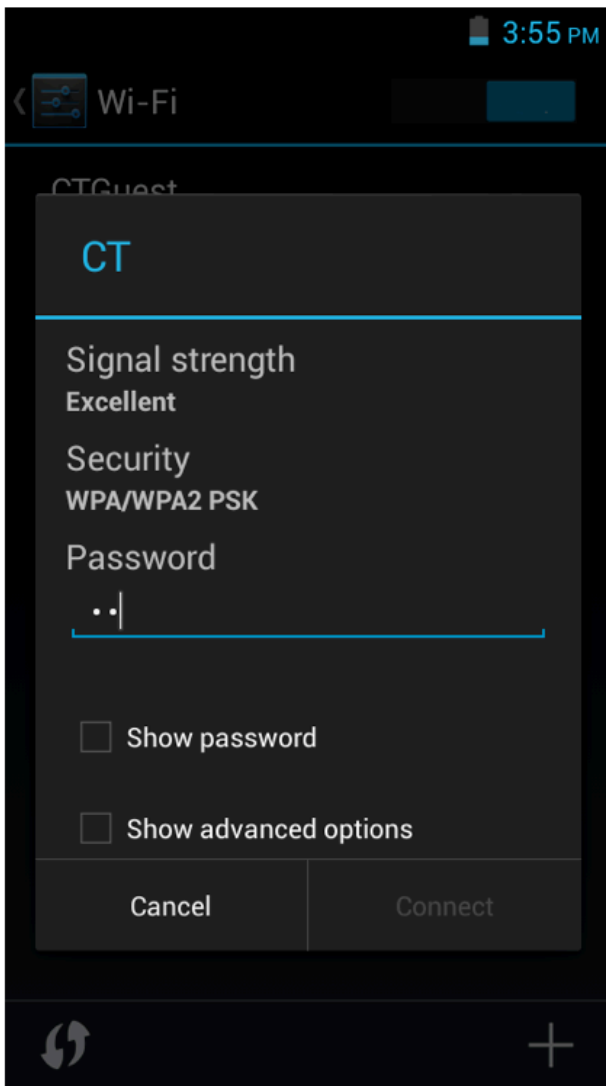 3:55 PM
Wi-Fi
CTGuest
CT
Signal strength
Excellent
Security
WPA/WPA2 PSK
Password
••
Show password
Show advanced options
Cancel
Connect